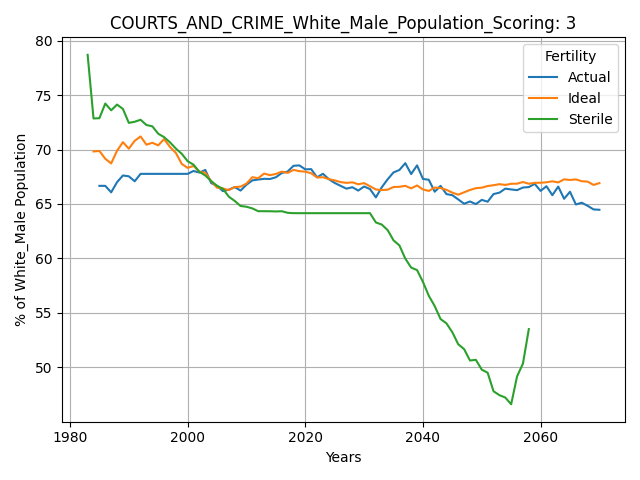 COURTS_AND_CRIME_White_Male_Population_Scoring: 3
Fertility
Actual
Ideal
Sterile
% of White_Male Population
80
75
70
65
60
55
50
1980
2000
2020
2040
2060
Years